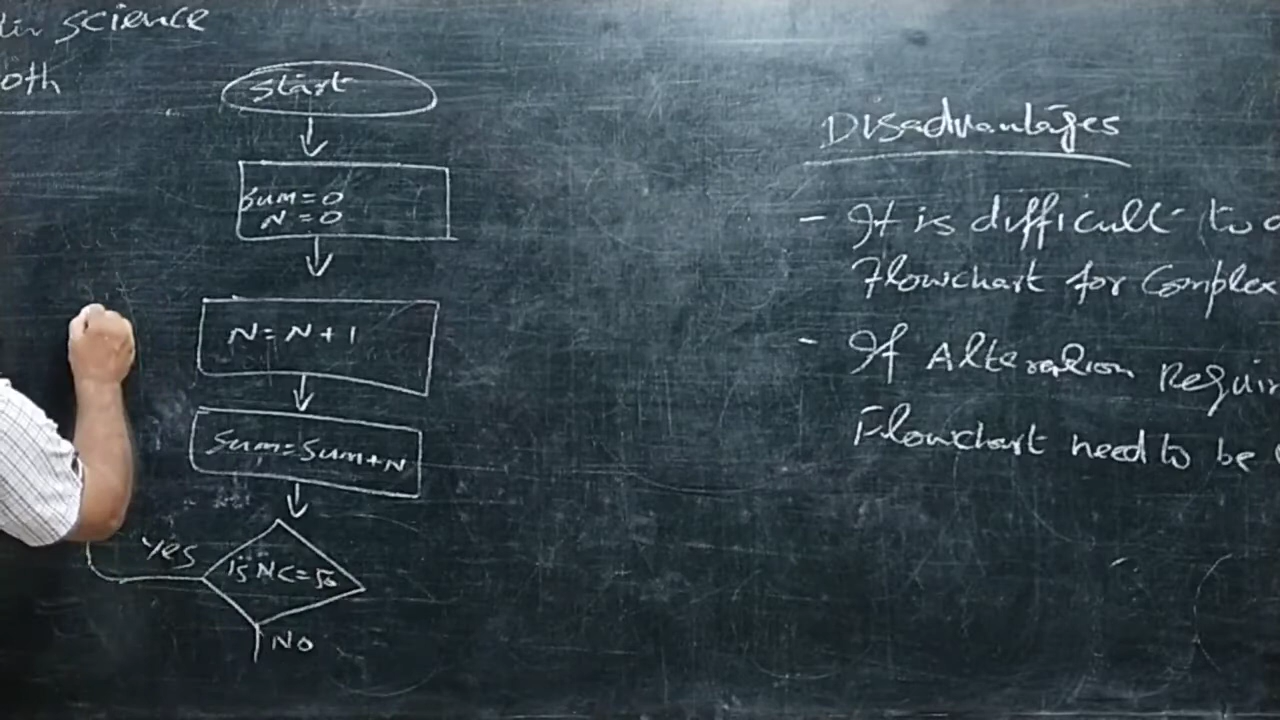 science
oth
Start
Sum=0
N=0
N=N+1
Sum=Sum+N
Yes
is N<=50
No
Disadvantages
- It is difficult to
Flowchart for Complex
- If Alteration Requir
Flowchart need to be